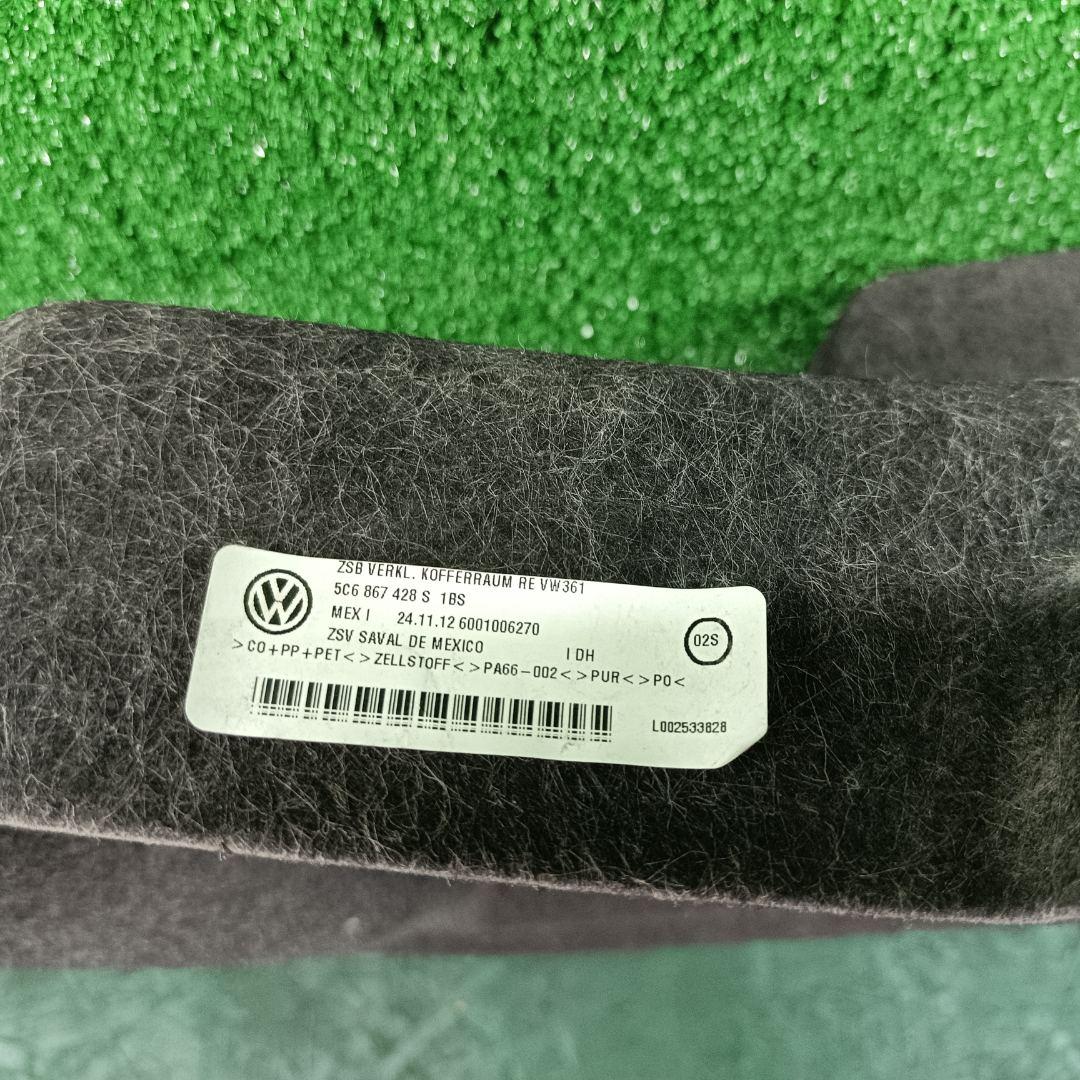 ZSB VERKL. KOFFERRAUM RE VW361
5C6 867 428 S 1BS
MEX I 24.11.12 6001006270
ZSV SAVAL DE MEXICO I DH
02S
>CO+PP+PET<>ZELLSTOFF<>PA66-002<>PUR<>PO<
L002533828